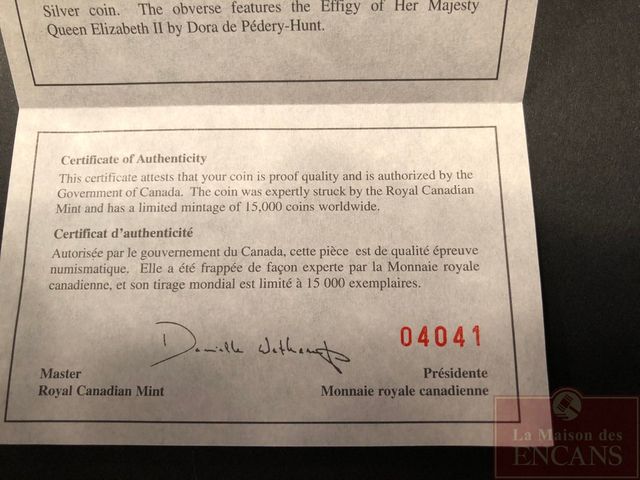 Silver coin. The obverse features the Effigy of Her Majesty
Queen Elizabeth II by Dora de Pédery-Hunt.
Certificate of Authenticity
This certificate attests that your coin is proof quality and is authorized by the
Government of Canada. The coin was expertly struck by the Royal Canadian
Mint and has a limited mintage of 15,000 coins worldwide.
Certificat d'authenticité
Autorisée par le gouvernement du Canada, cette pièce est de qualité épreuve
numismatique. Elle a été frappée de façon experte par la Monnaie royale
canadienne, et son tirage mondial est limité à 15 000 exemplaires.
Danielle
04041
Master
Royal Canadian Mint
Présidente
Monnaie royale canadienne
La Maison des
ENCANS